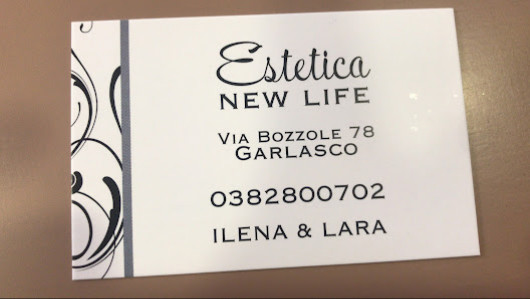 Estetica
NEW LIFE
Via Bozzole 78
GARLASCO
0382800702
ILENA & LARA